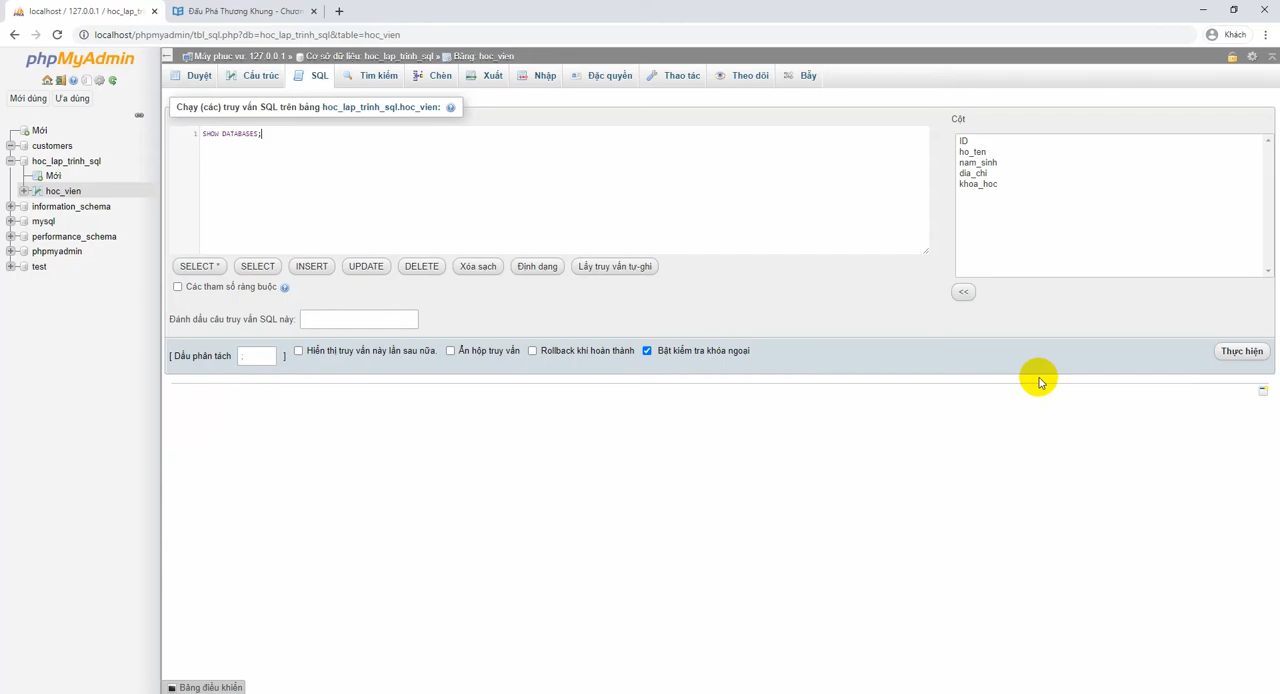 localhost / 127.0.0.1 / hoc_lap_tri
Đấu Phá Thương Khung - Chươn
localhost/phpmyadmin/tbl_sql.php?db=hoc_lap_trinh_sql&table=hoc_vien
Khách
phpMyAdmin
Mới dùng
Ưa dùng
Mới
customers
hoc_lap_trinh_sql
Mới
hoc_vien
information_schema
mysql
performance_schema
phpmyadmin
test
Máy phục vụ: 127.0.0.1 » Cơ sở dữ liệu: hoc_lap_trinh_sql » Bảng: hoc_vien
Duyệt
Cấu trúc
SQL
Tìm kiếm
Chèn
Xuất
Nhập
Đặc quyền
Thao tác
Theo dõi
Bẫy
Chạy (các) truy vấn SQL trên bảng hoc_lap_trinh_sql.hoc_vien:
1 SHOW DATABASES;
Cột
ID
ho_ten
nam_sinh
dia_chi
khoa_hoc
<<
SELECT *
SELECT
INSERT
UPDATE
DELETE
Xóa sạch
Định dạng
Lấy truy vấn tự-ghi
Các tham số ràng buộc
Đánh dấu câu truy vấn SQL này:
[ Dấu phân tách ; ]
Hiển thị truy vấn này lần sau nữa.
Ẩn hộp truy vấn
Rollback khi hoàn thành
Bật kiểm tra khóa ngoại
Thực hiện
Bảng điều khiển